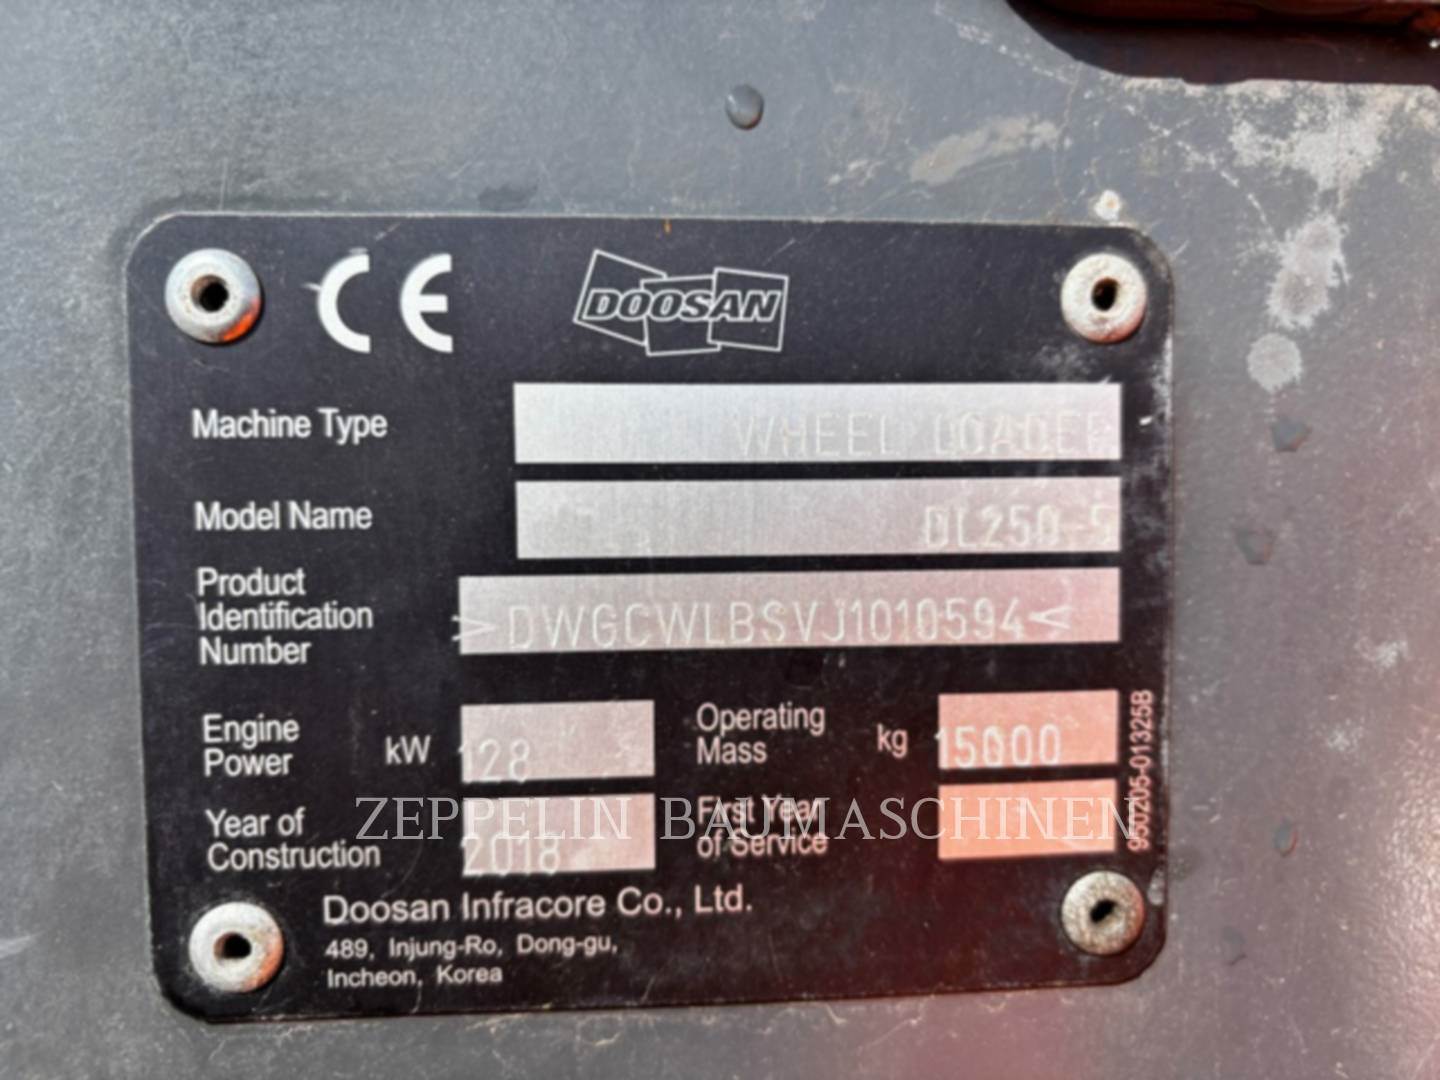 CE
DOOSAN
Machine Type WHEEL LOADER
Model Name DL250-5
Product
Identification
Number >DWGCWLBSVJ1010594<
Engine
Power kW 128
Operating
Mass kg 15000
Year of
Construction 2018
First Year
of Service
950205-01325B
ZEPPELIN BAUMASCHINEN
Doosan Infracore Co., Ltd.
489, Injung-Ro, Dong-gu,
Incheon, Korea